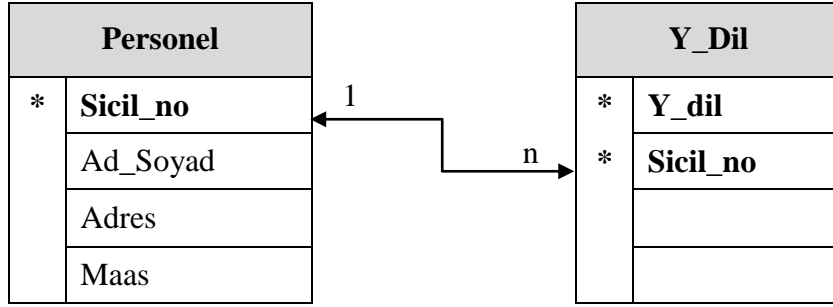 Personel
* Sicil_no
Ad_Soyad
Adres
Maas
1
n
Y_Dil
* Y_dil
* Sicil_no